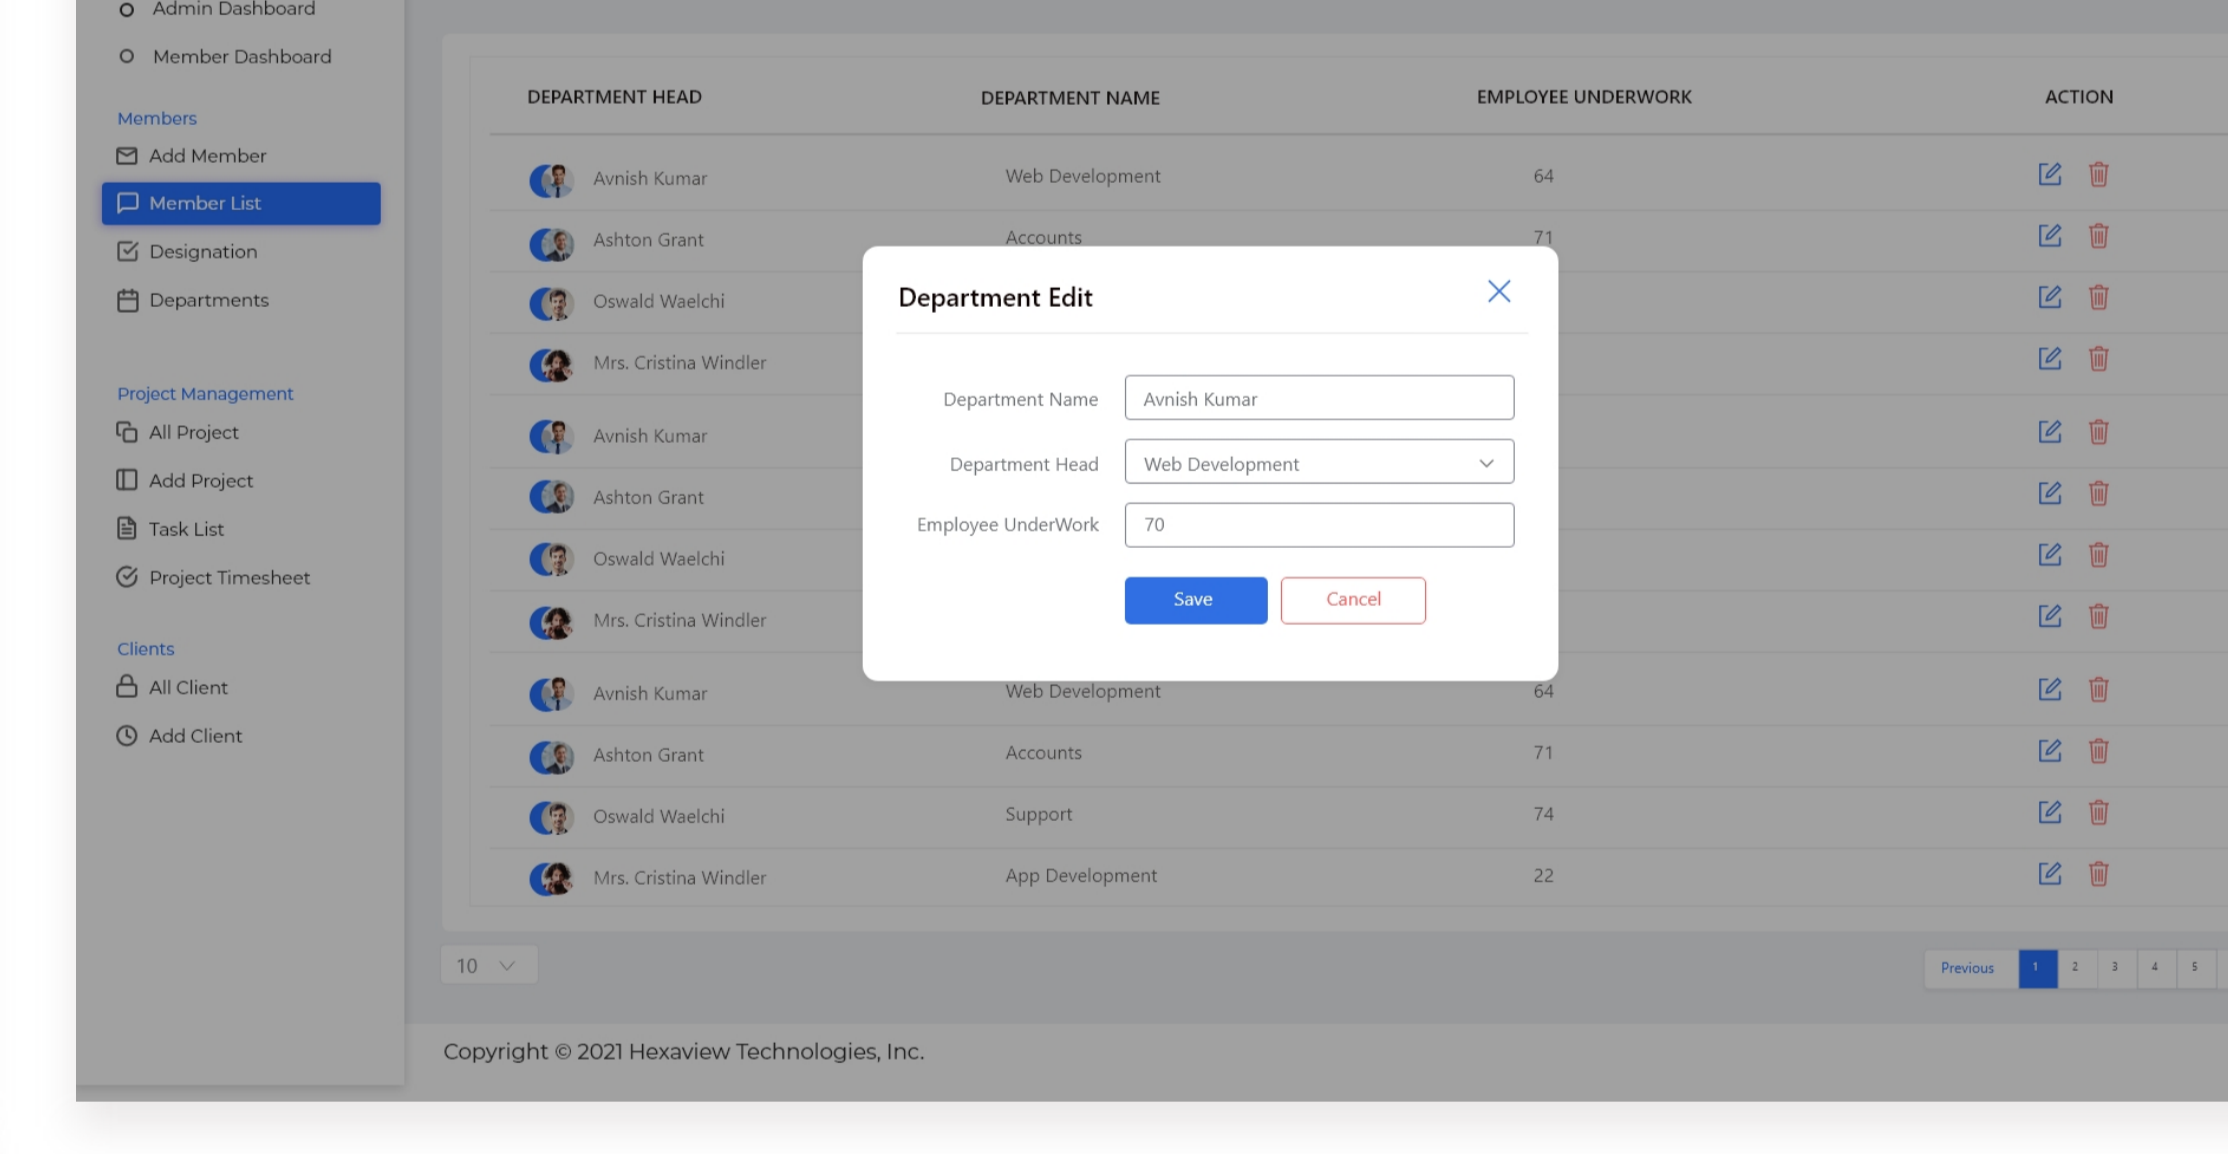 Admin Dashboard
Member Dashboard
Members
Add Member
Member List
Designation
Departments
Project Management
All Project
Add Project
Task List
Project Timesheet
Clients
All Client
Add Client
DEPARTMENT HEAD DEPARTMENT NAME EMPLOYEE UNDERWORK ACTION
Avnish Kumar Web Development 64
Ashton Grant Accounts 71
Oswald Waelchi
Mrs. Cristina Windler
Avnish Kumar
Ashton Grant
Oswald Waelchi
Mrs. Cristina Windler
Avnish Kumar Web Development 64
Ashton Grant Accounts 71
Oswald Waelchi Support 74
Mrs. Cristina Windler App Development 22
Department Edit
Department Name Avnish Kumar
Department Head Web Development
Employee UnderWork 70
Save Cancel
10
Previous 1 2 3 4 5
Copyright © 2021 Hexaview Technologies, Inc.